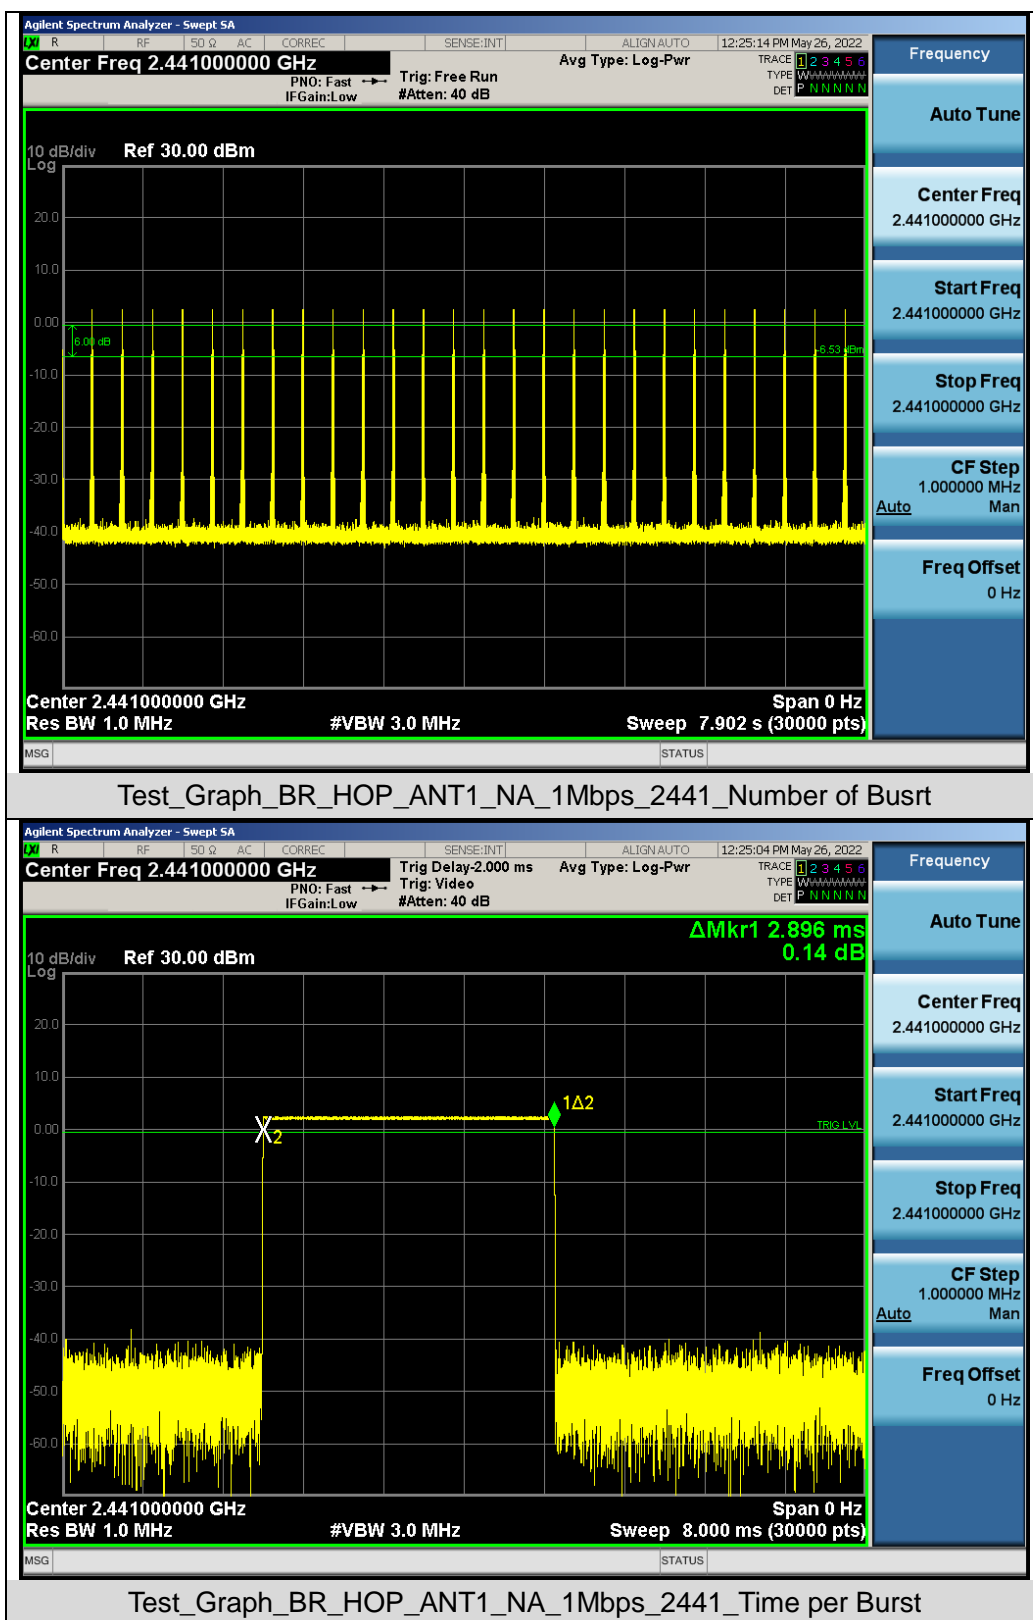 Agilent Spectrum Analyzer - Swept SA
LXI R RF 50 Ω AC CORREC SENSE:INT ALIGN AUTO 12:25:14 PM May 26, 2022
Center Freq 2.441000000 GHz Avg Type: Log-Pwr TRACE 1 2 3 4 5 6
PNO: Fast Trig: Free Run TYPE WWWWWW
IFGain:Low #Atten: 40 dB DET P N N N N N
Frequency
Auto Tune
10 dB/div Ref 30.00 dBm
Log
20.0
10.0
0.00
6.00 dB
-6.53 dBm
-10.0
-20.0
-30.0
-40.0
-50.0
-60.0
Center Freq
2.441000000 GHz
Start Freq
2.441000000 GHz
Stop Freq
2.441000000 GHz
CF Step
1.000000 MHz
Auto Man
Freq Offset
0 Hz
Center 2.441000000 GHz Span 0 Hz
Res BW 1.0 MHz #VBW 3.0 MHz Sweep 7.902 s (30000 pts)
MSG STATUS
Test_Graph_BR_HOP_ANT1_NA_1Mbps_2441_Number of Busrt
Agilent Spectrum Analyzer - Swept SA
LXI R RF 50 Ω AC CORREC SENSE:INT ALIGN AUTO 12:25:04 PM May 26, 2022
Center Freq 2.441000000 GHz Trig Delay-2.000 ms Avg Type: Log-Pwr TRACE 1 2 3 4 5 6
PNO: Fast Trig: Video TYPE WWWWWW
IFGain:Low #Atten: 40 dB DET P N N N N N
Frequency
Auto Tune
ΔMkr1 2.896 ms
0.14 dB
10 dB/div Ref 30.00 dBm
Log
20.0
10.0
1Δ2
0.00
X2
TRIG LVL
-10.0
-20.0
-30.0
-40.0
-50.0
-60.0
Center Freq
2.441000000 GHz
Start Freq
2.441000000 GHz
Stop Freq
2.441000000 GHz
CF Step
1.000000 MHz
Auto Man
Freq Offset
0 Hz
Center 2.441000000 GHz Span 0 Hz
Res BW 1.0 MHz #VBW 3.0 MHz Sweep 8.000 ms (30000 pts)
MSG STATUS
Test_Graph_BR_HOP_ANT1_NA_1Mbps_2441_Time per Burst